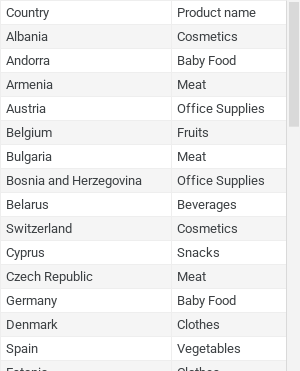 Country Product name
Albania Cosmetics
Andorra Baby Food
Armenia Meat
Austria Office Supplies
Belgium Fruits
Bulgaria Meat
Bosnia and Herzegovina Office Supplies
Belarus Beverages
Switzerland Cosmetics
Cyprus Snacks
Czech Republic Meat
Germany Baby Food
Denmark Clothes
Spain Vegetables
Estonia Clothes